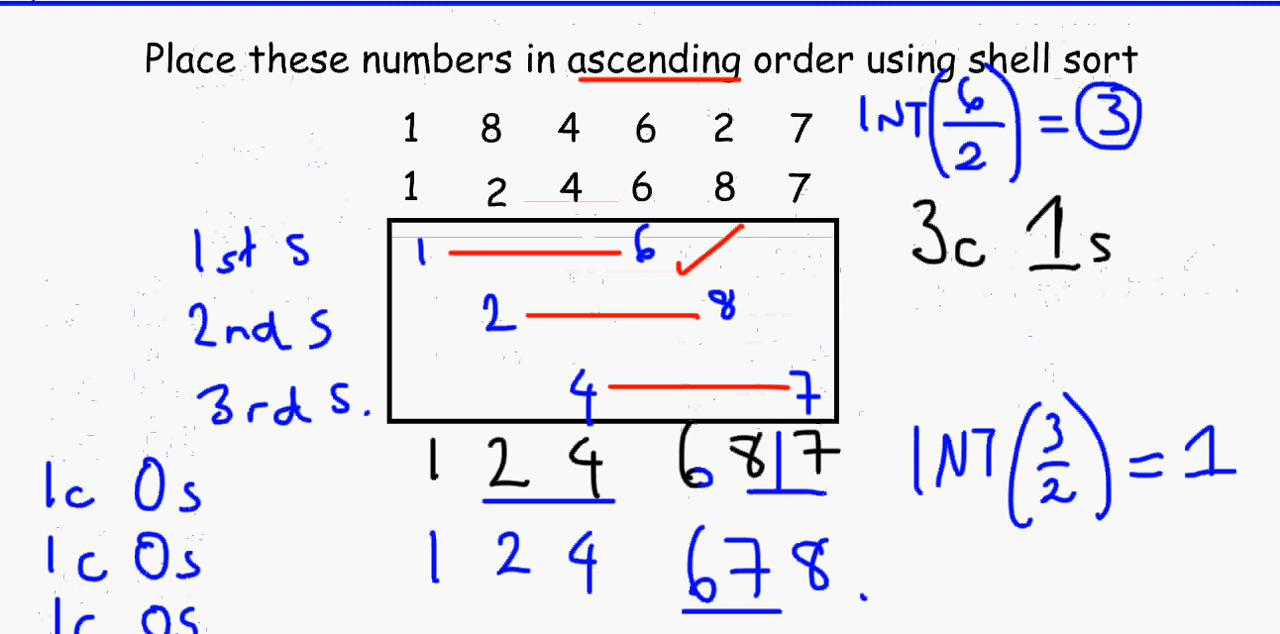 Place these numbers in ascending order using shell sort
1 8 4 6 2 7 INT(6/2) = 3
1 2 4 6 8 7
3c 1s
1st s 1 6
2nd s 2 8
3rd s. 4 7
1 2 4 6 8 | 7 INT(3/2) = 1
1c 0s
1c 0s 1 2 4 6 7 8.
1c 0s